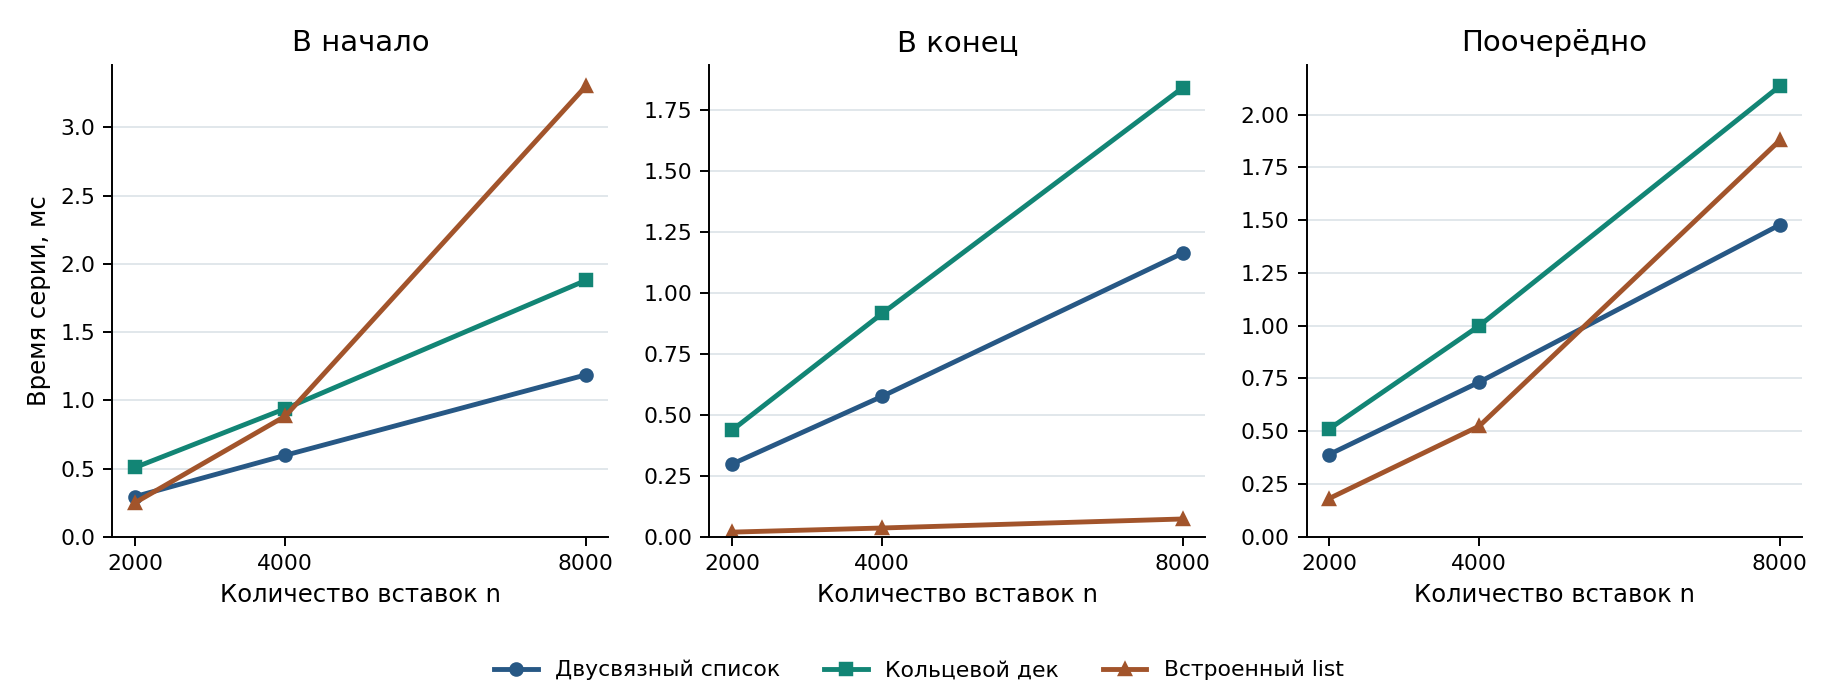 В начало
Время серии, мс
3.0
2.5
2.0
1.5
1.0
0.5
0.0
2000 4000 8000
Количество вставок n
В конец
1.75
1.50
1.25
1.00
0.75
0.50
0.25
0.00
2000 4000 8000
Количество вставок n
Поочерёдно
2.00
1.75
1.50
1.25
1.00
0.75
0.50
0.25
0.00
2000 4000 8000
Количество вставок n
Двусвязный список Кольцевой дек Встроенный list